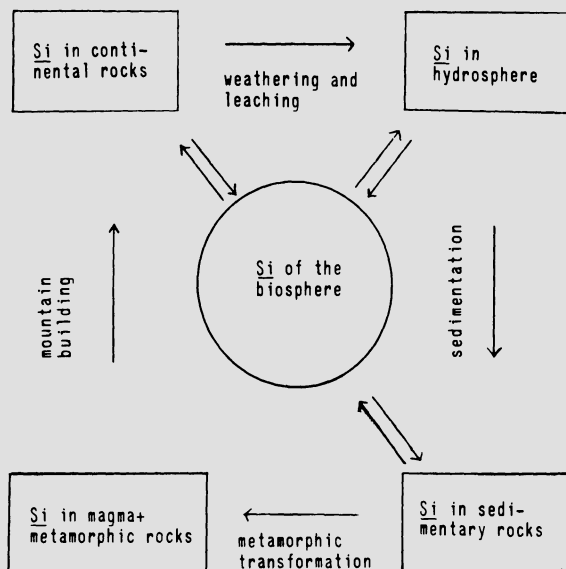 Si in conti-
nental rocks
weathering and
leaching
Si in
hydrosphere
mountain
building
Si of the
biosphere
sedimentation
Si in magma+
metamorphic rocks
metamorphic
transformation
Si in sedi-
mentary rocks